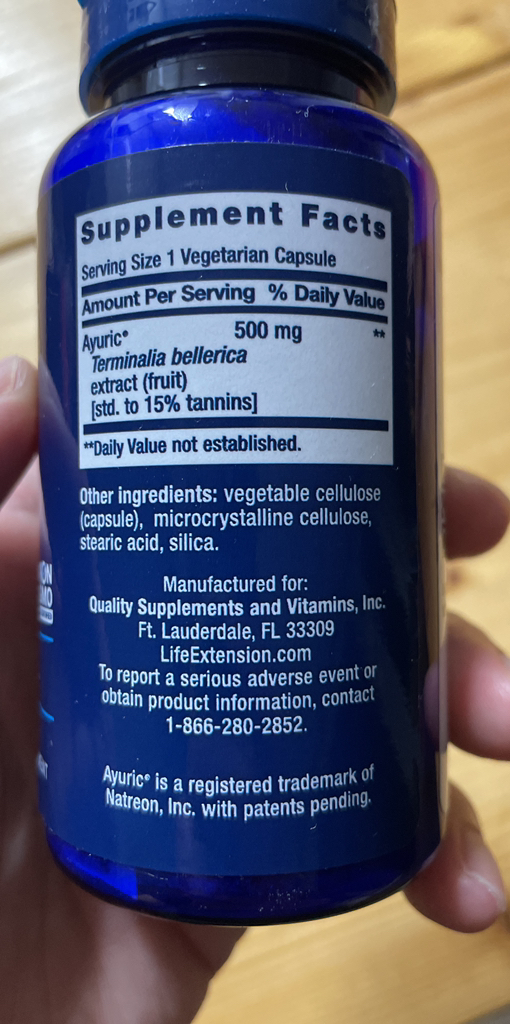 Supplement Facts
Serving Size 1 Vegetarian Capsule
Amount Per Serving % Daily Value
Ayuric® 500 mg **
Terminalia bellerica
extract (fruit)
[std. to 15% tannins]
**Daily Value not established.
Other ingredients: vegetable cellulose
(capsule), microcrystalline cellulose,
stearic acid, silica.
Manufactured for:
Quality Supplements and Vitamins, Inc.
Ft. Lauderdale, FL 33309
LifeExtension.com
To report a serious adverse event or
obtain product information, contact
1-866-280-2852.
Ayuric® is a registered trademark of
Natreon, Inc. with patents pending.